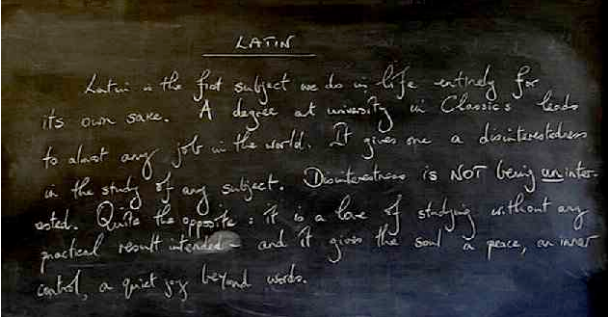 LATIN
Latin is the first subject we do in life entirely for
its own sake. A degree at university in Classics leads
to almost any job in the world. It gives one a disinterestedness
in the study of any subject. Disinterestness is NOT being uninter-
ested. Quite the opposite: it is a love of studying without any
practical result intended - and it gives the soul a peace, an inner
control, a quiet joy beyond words.